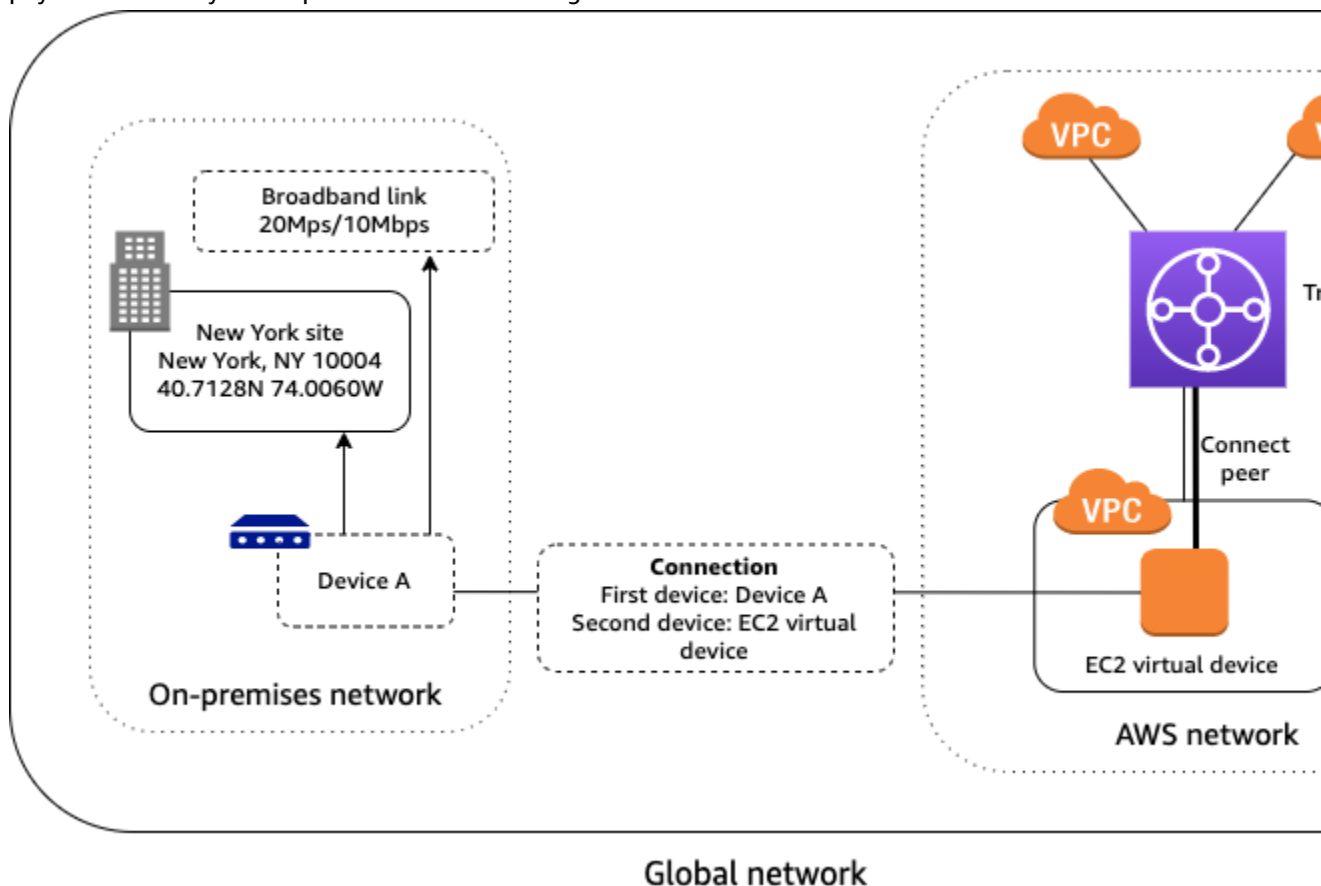 VPC
Broadband link
20Mps/10Mbps
New York site
New York, NY 10004
40.7128N 74.0060W
Connect
peer
VPC
Device A
Connection
First device: Device A
Second device: EC2 virtual
device
EC2 virtual device
On-premises network
AWS network
Global network